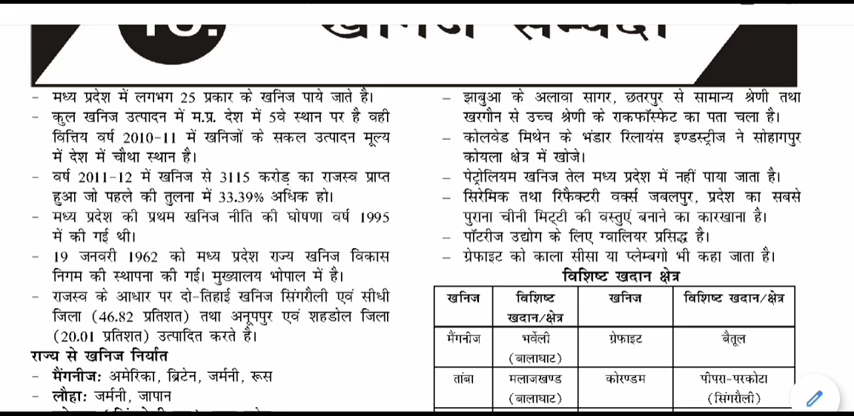 10.
खनिज सम्पदा
- मध्य प्रदेश में लगभग 25 प्रकार के खनिज पाये जाते है।
- कुल खनिज उत्पादन में म.प्र. देश में 5वे स्थान पर है वही
वित्तिय वर्ष 2010-11 में खनिजों के सकल उत्पादन मूल्य
में देश में चौथा स्थान है।
- वर्ष 2011-12 में खनिज से 3115 करोड़ का राजस्व प्राप्त
हुआ जो पहले की तुलना में 33.39% अधिक हो।
- मध्य प्रदेश की प्रथम खनिज नीति की घोषणा वर्ष 1995
में की गई थी।
- 19 जनवरी 1962 को मध्य प्रदेश राज्य खनिज विकास
निगम की स्थापना की गई। मुख्यालय भोपाल में है।
- राजस्व के आधार पर दो-तिहाई खनिज सिंगरौली एवं सीधी
जिला (46.82 प्रतिशत) तथा अनूपपुर एवं शहडोल जिला
(20.01 प्रतिशत) उत्पादित करते है।
राज्य से खनिज निर्यात
- मैंगनीज: अमेरिका, ब्रिटेन, जर्मनी, रूस
- लौहा: जर्मनी, जापान
- झाबुआ के अलावा सागर, छतरपुर से सामान्य श्रेणी तथा
खरगौन से उच्च श्रेणी के राकफॉस्फेट का पता चला है।
- कोलवेड मिथेन के भंडार रिलायंस इण्डस्ट्रीज ने सोहागपुर
कोयला क्षेत्र में खोजे।
- पेट्रोलियम खनिज तेल मध्य प्रदेश में नहीं पाया जाता है।
- सिरेमिक तथा रिफैक्टरी वर्क्स जबलपुर, प्रदेश का सबसे
पुराना चीनी मिट्टी की वस्तुएं बनाने का कारखाना है।
- पॉटरीज उद्योग के लिए ग्वालियर प्रसिद्ध है।
- ग्रेफाइट को काला सीसा या प्लेम्बगो भी कहा जाता है।
विशिष्ट खदान क्षेत्र
खनिज विशिष्ट खनिज विशिष्ट खदान/क्षेत्र
खदान/क्षेत्र
मैंगनीज भर्वेली ग्रेफाइट बैतूल
(बालाघाट)
तांबा मलाजखण्ड कोरण्डम पीपरा-परकोटा
(बालाघाट) (सिंगरौली)